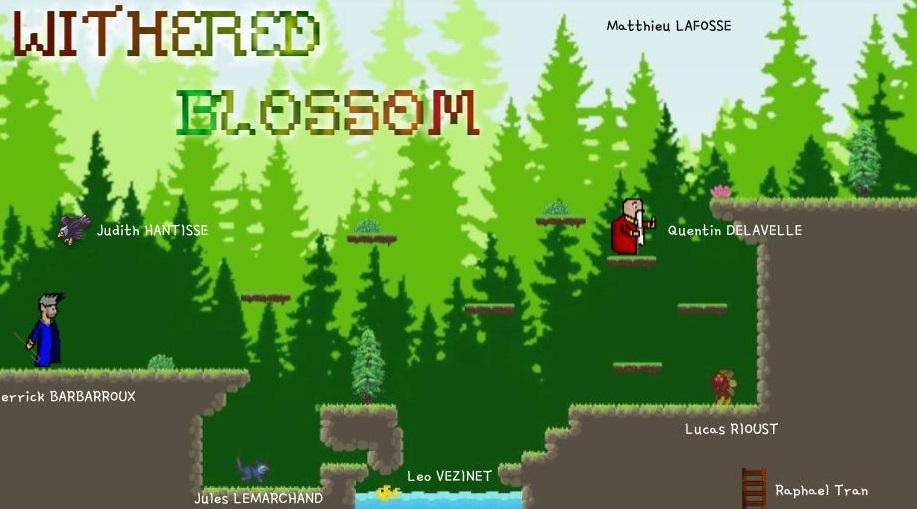 WITHERED
BLOSSOM
Matthieu LAFOSSE
Judith HANTISSE
Quentin DELAVELLE
errick BARBARROUX
Lucas RIOUST
Leo VEZINET
Jules LEMARCHAND
Raphael Tran